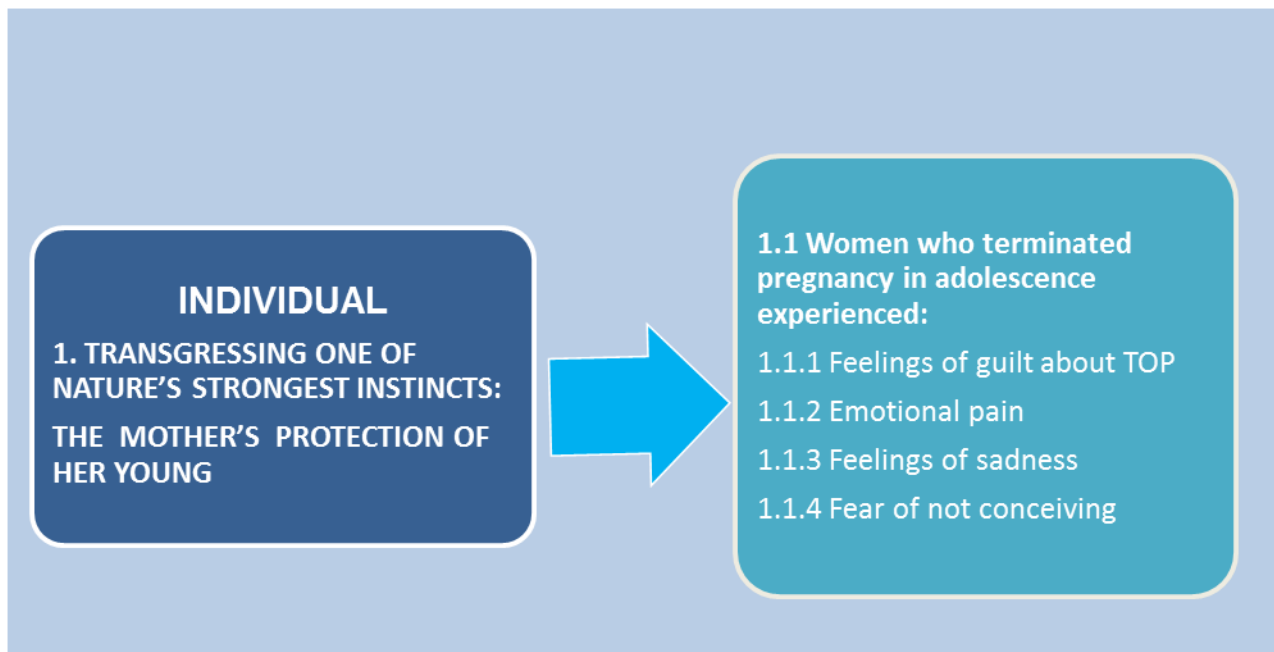 INDIVIDUAL
1. TRANSGRESSING ONE OF
NATURE’S STRONGEST INSTINCTS:
THE MOTHER’S PROTECTION OF
HER YOUNG
1.1 Women who terminated
pregnancy in adolescence
experienced:
1.1.1 Feelings of guilt about TOP
1.1.2 Emotional pain
1.1.3 Feelings of sadness
1.1.4 Fear of not conceiving